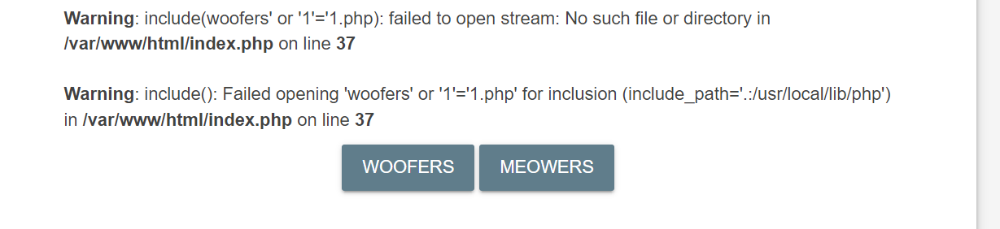 Warning: include(woofers' or '1'='1.php): failed to open stream: No such file or directory in
/var/www/html/index.php on line 37
Warning: include(): Failed opening 'woofers' or '1'='1.php' for inclusion (include_path='.:/usr/local/lib/php')
in /var/www/html/index.php on line 37
WOOFERS MEOWERS